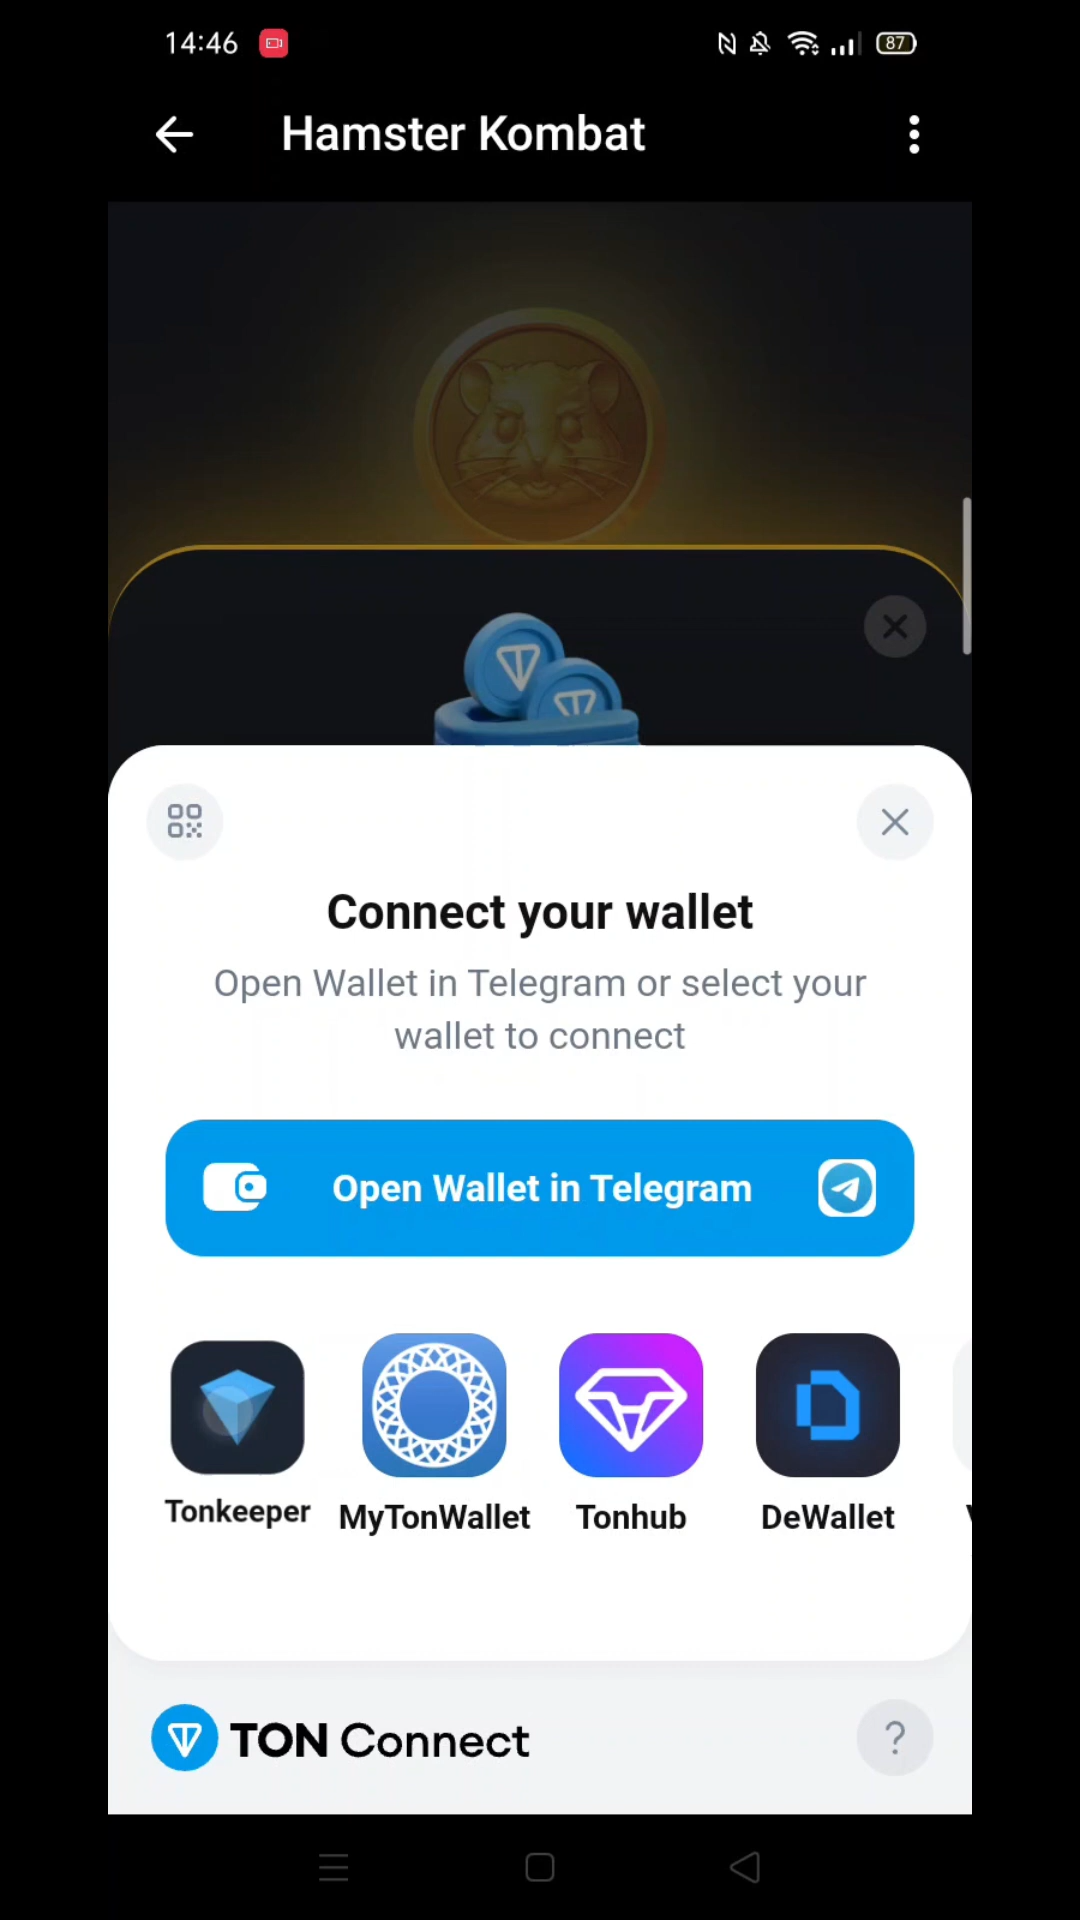 14:46
87
Hamster Kombat
Connect your wallet
Open Wallet in Telegram or select your
wallet to connect
Open Wallet in Telegram
Tonkeeper
MyTonWallet
Tonhub
DeWallet
TON Connect
?